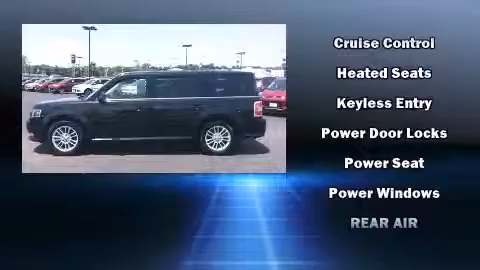 Cruise Control
Heated Seats
Keyless Entry
Power Door Locks
Power Seat
Power Windows
REAR AIR